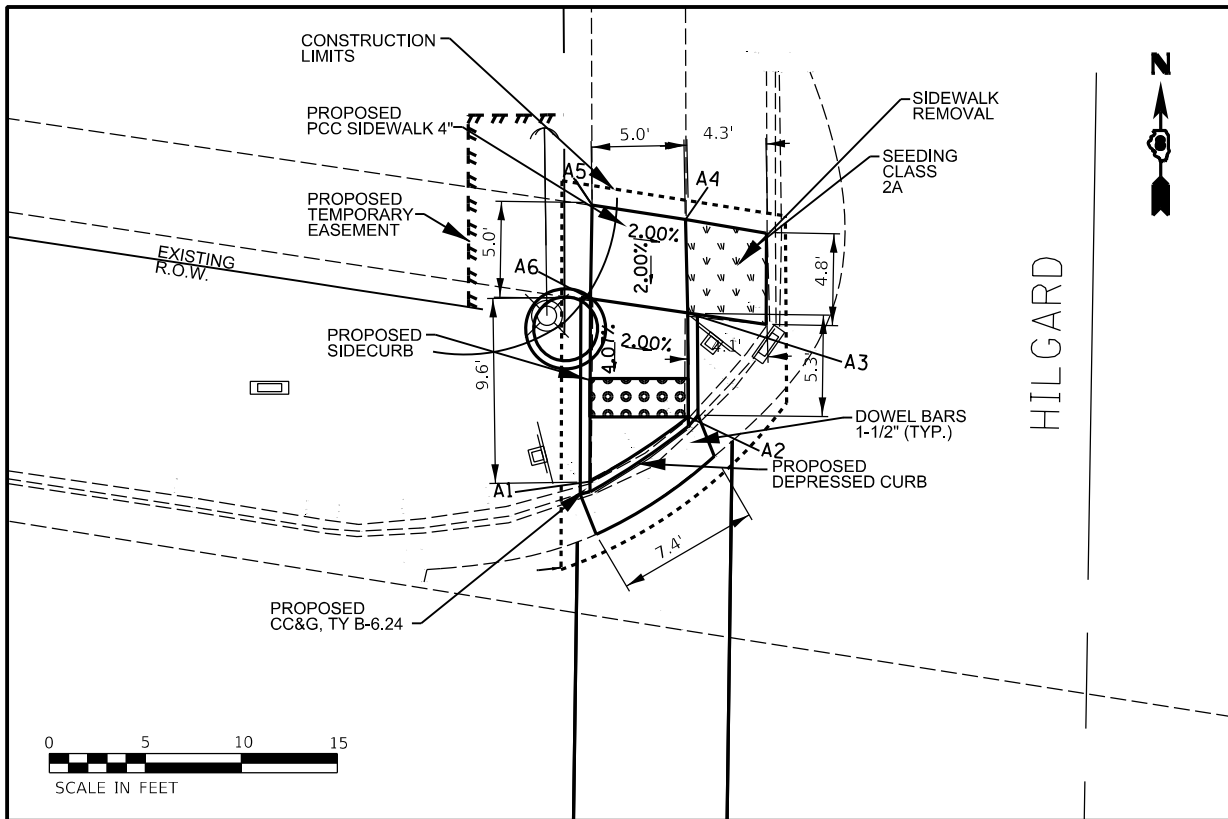 CONSTRUCTION
LIMITS
N
PROPOSED
PCC SIDEWALK 4"
SIDEWALK
REMOVAL
5.0'
4.3'
SEEDING
CLASS
2A
A5
A4
PROPOSED
TEMPORARY
EASEMENT
2.00%
2.00%
5.0'
4.8'
EXISTING
R.O.W.
A6
HILGARD
PROPOSED
SIDECURB
4.07%
2.00%
4.1'
A3
5.3'
9.6'
DOWEL BARS
1-1/2" (TYP.)
A2
PROPOSED
DEPRESSED CURB
A1
7.4'
PROPOSED
CC&G, TY B-6.24
0 5 10 15
SCALE IN FEET